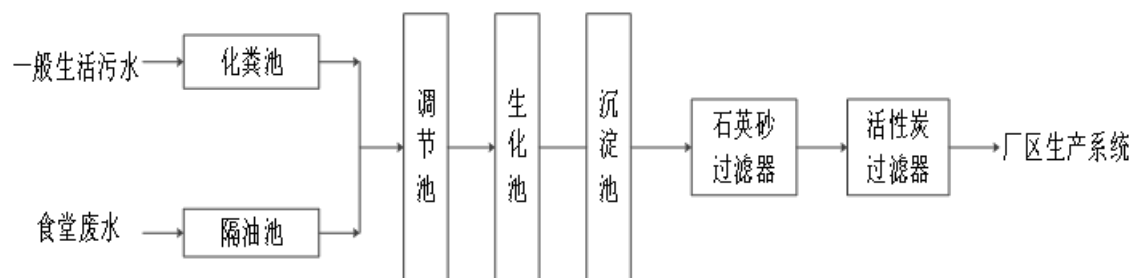 一般生活污水
化粪池
食堂废水
隔油池
调节池
生化池
沉淀池
石英砂
过滤器
活性炭
过滤器
厂区生产系统